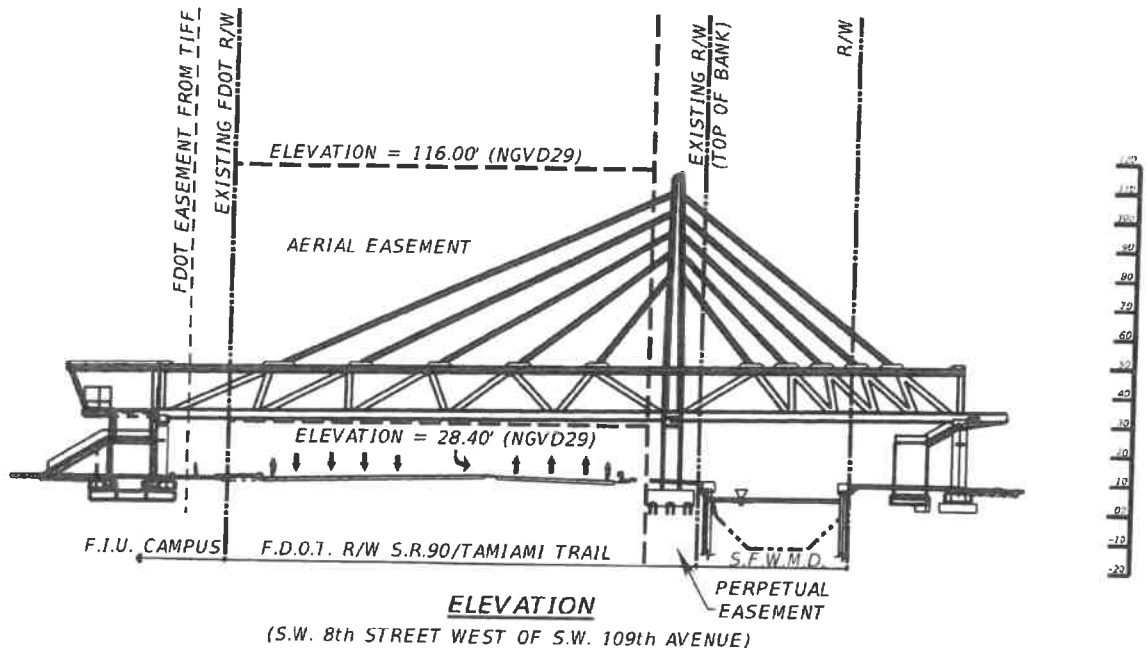 FDOT EASEMENT FROM TIFF
EXISTING FDOT R/W
EXISTING R/W
(TOP OF BANK)
R/W
ELEVATION = 116.00' (NGVD29)
AERIAL EASEMENT
ELEVATION = 28.40' (NGVD29)
120
110
100
90
80
70
60
50
40
30
20
10
00
-10
-20
F.I.U. CAMPUS
F.D.O.T. R/W S.R.90/TAMIAMI TRAIL
S.F.W.M.D.
PERPETUAL
EASEMENT
ELEVATION
(S.W. 8th STREET WEST OF S.W. 109th AVENUE)